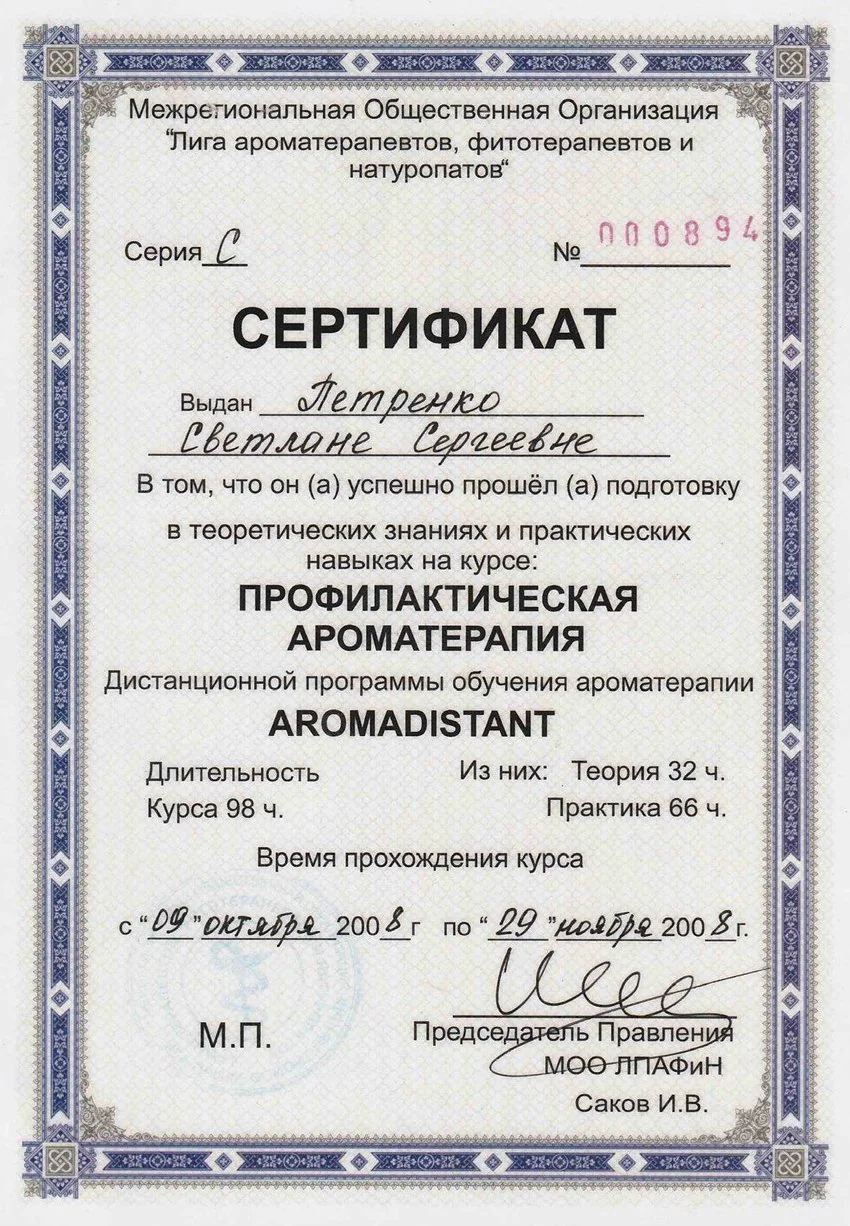 Межрегиональная Общественная Организация
"Лига ароматерапевтов, фитотерапевтов и
натуропатов"
Серия С № 000894
СЕРТИФИКАТ
Выдан Петренко
Светлане Сергеевне
В том, что он (а) успешно прошёл (а) подготовку
в теоретических знаниях и практических
навыках на курсе:
ПРОФИЛАКТИЧЕСКАЯ
АРОМАТЕРАПИЯ
Дистанционной программы обучения ароматерапии
AROMADISTANT
Длительность Из них: Теория 32 ч.
Курса 98 ч. Практика 66 ч.
Время прохождения курса
с "09" октября 2008 г по "29" ноября 2008 г.
М.П. Председатель Правления
МОО ЛПАФиН
Саков И.В.